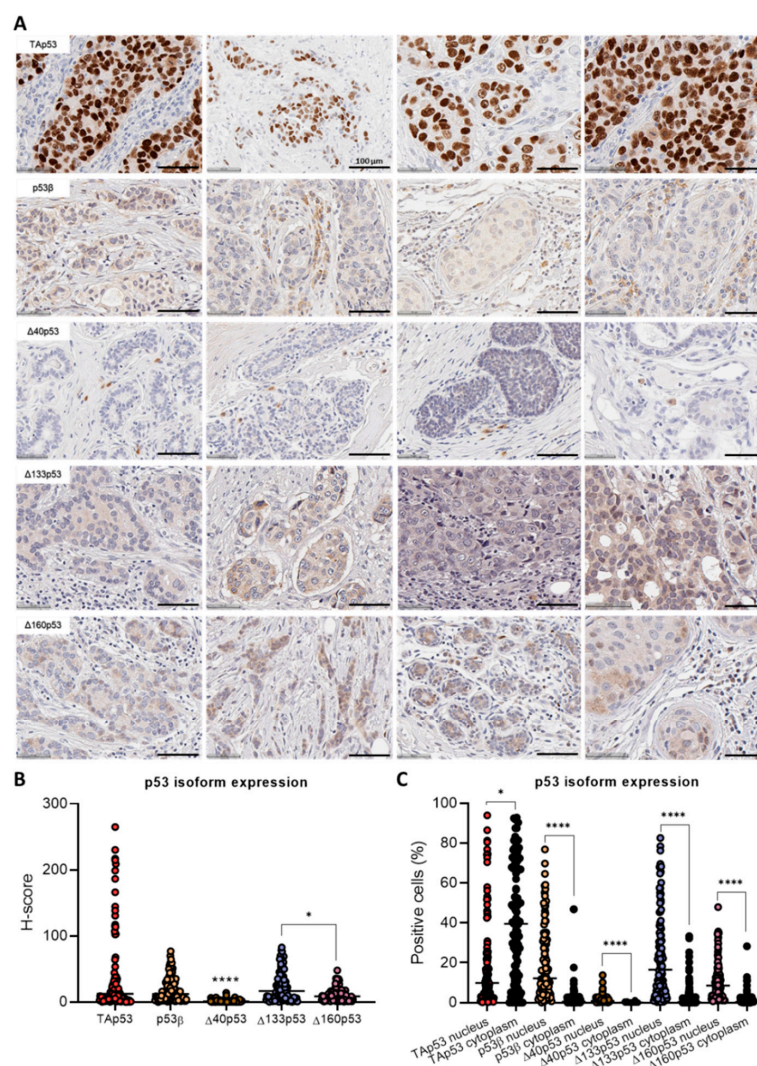 A
TAp53
100 µm
p53β
Δ40p53
Δ133p53
Δ160p53
B
p53 isoform expression
H-score
300
200
100
0
****
*
TAp53
p53β
Δ40p53
Δ133p53
Δ160p53
C
p53 isoform expression
Positive cells (%)
100
80
60
40
20
0
*
****
****
****
****
TAp53 nucleus
TAp53 cytoplasm
p53β nucleus
p53β cytoplasm
Δ40p53 nucleus
Δ40p53 cytoplasm
Δ133p53 nucleus
Δ133p53 cytoplasm
Δ160p53 nucleus
Δ160p53 cytoplasm